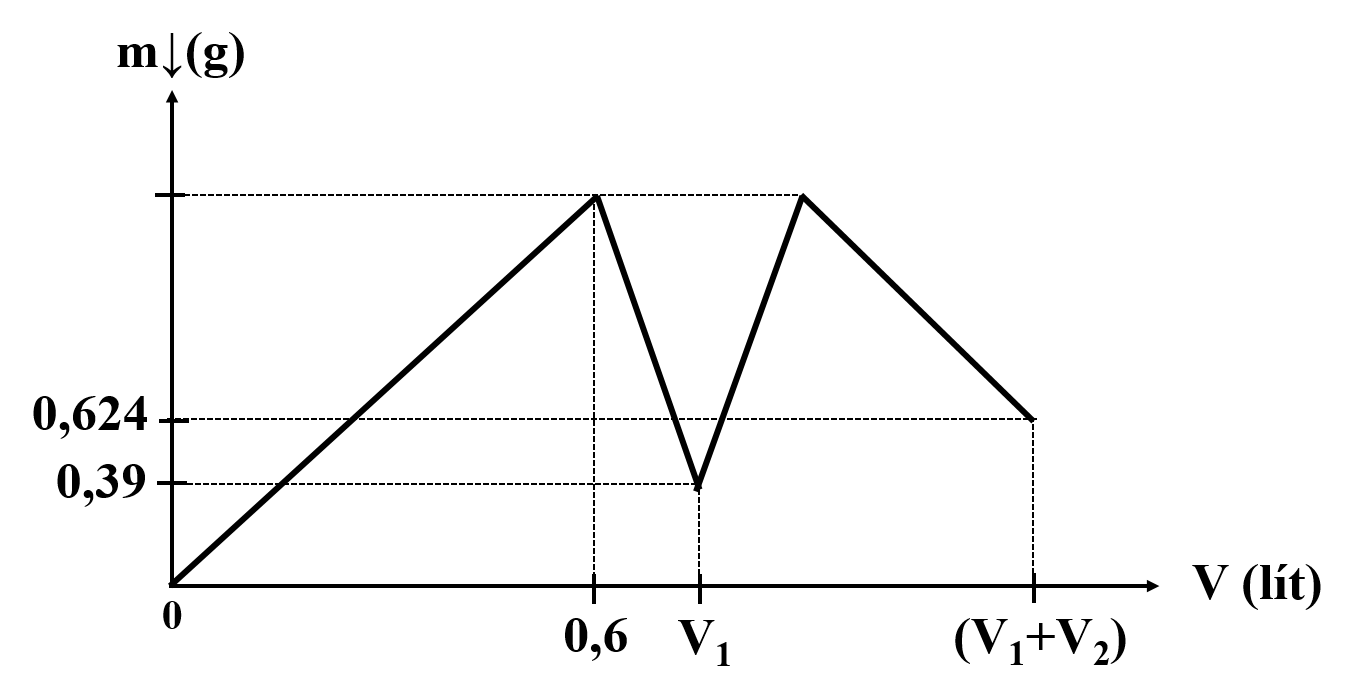 m↓(g)
0,624
0,39
0
0,6
V₁
(V₁+V₂)
V (lít)